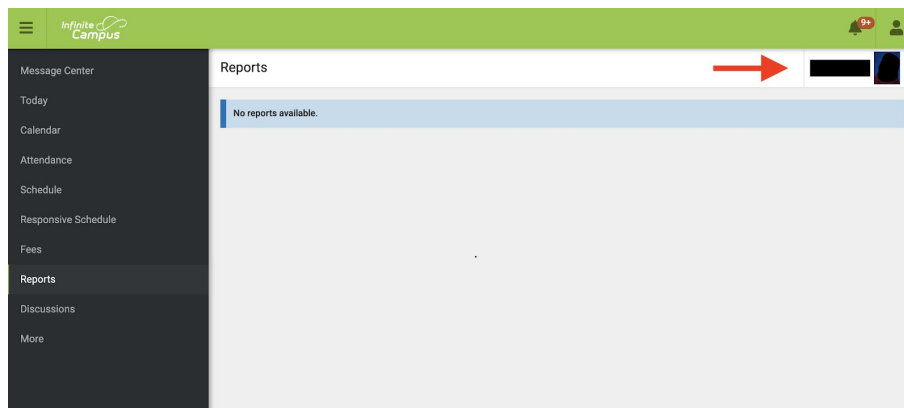 Infinite
Campus
9+
Message Center
Reports
Today
No reports available.
Calendar
Attendance
Schedule
Responsive Schedule
Fees
Reports
Discussions
More